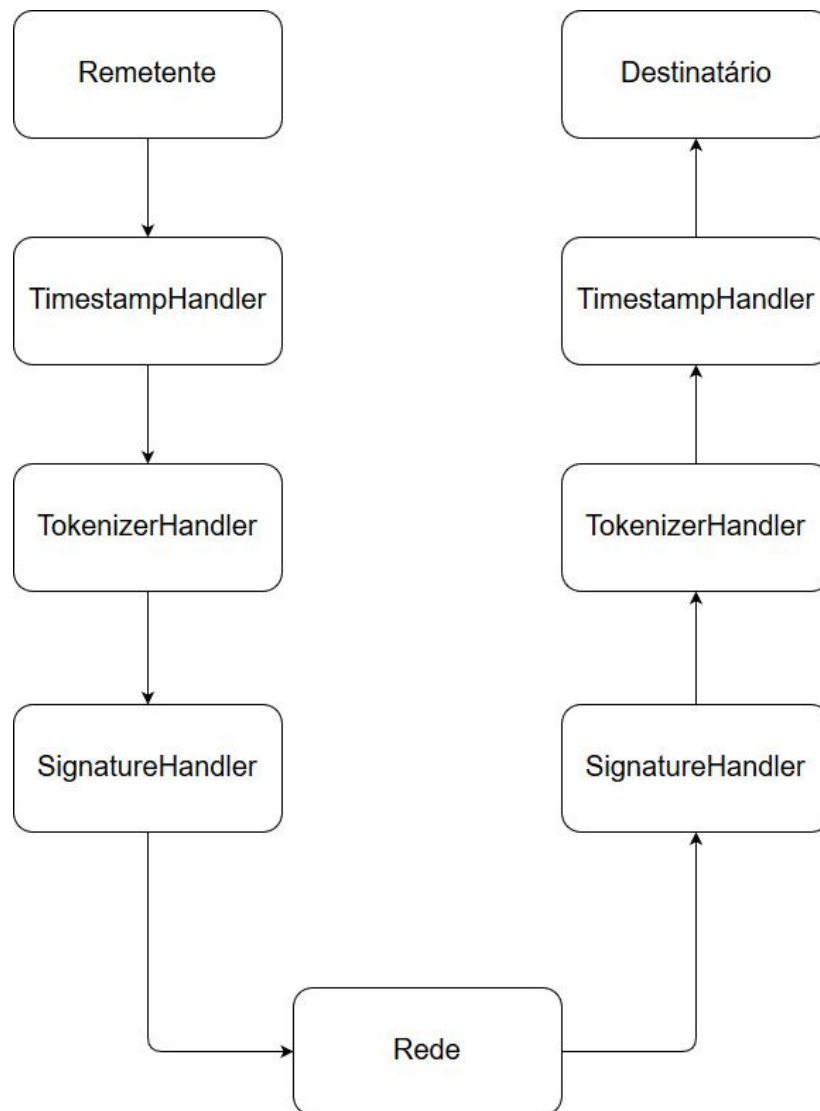 Remetente
Destinatário
TimestampHandler
TimestampHandler
TokenizerHandler
TokenizerHandler
SignatureHandler
SignatureHandler
Rede